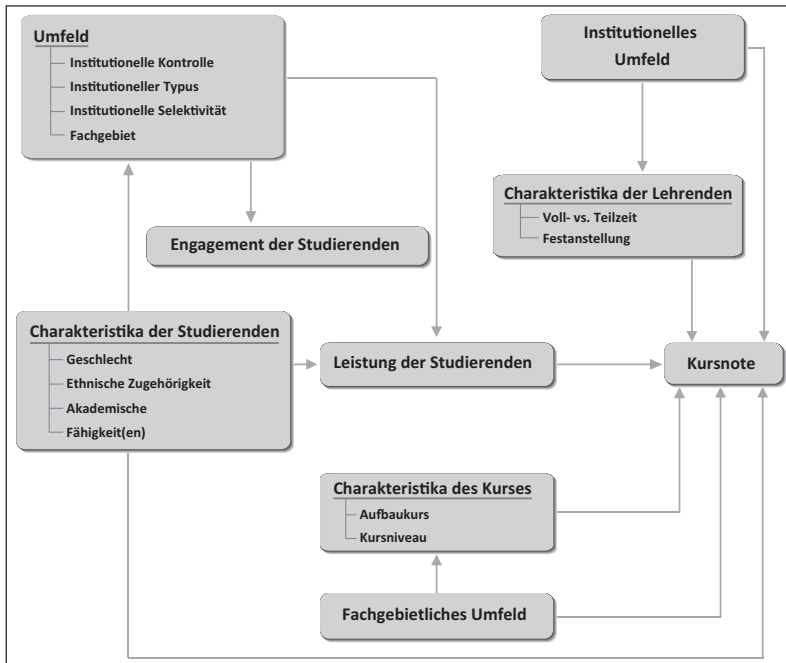 Umfeld
Institutionelle Kontrolle
Institutioneller Typus
Institutionelle Selektivität
Fachgebiet
Institutionelles
Umfeld
Charakteristika der Lehrenden
Voll- vs. Teilzeit
Festanstellung
Engagement der Studierenden
Charakteristika der Studierenden
Geschlecht
Ethnische Zugehörigkeit
Akademische
Fähigkeit(en)
Leistung der Studierenden
Kursnote
Charakteristika des Kurses
Aufbaukurs
Kursniveau
Fachgebietliches Umfeld